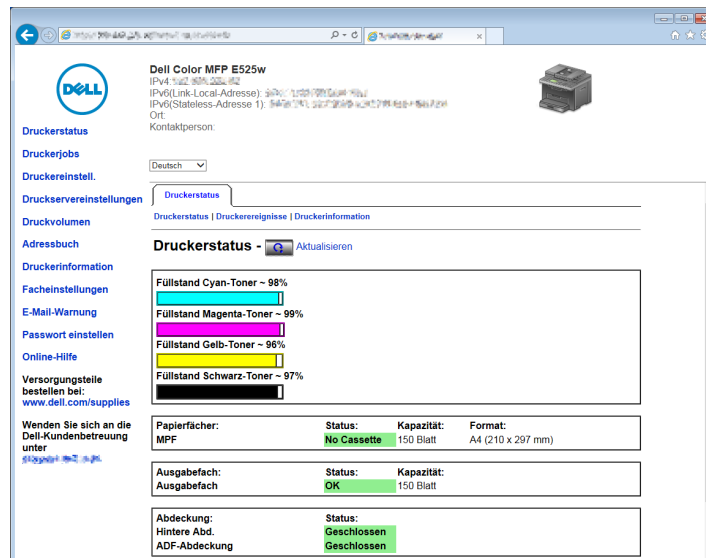 Dell Color MFP E525w
IPv4:
IPv6(Link-Local-Adresse):
IPv6(Stateless-Adresse 1):
Ort:
Kontaktperson:
DELL
Druckerstatus
Druckerjobs
Druckereinstell.
Druckservereinstellungen
Druckvolumen
Adressbuch
Druckerinformation
Facheinstellungen
E-Mail-Warnung
Passwort einstellen
Online-Hilfe
Versorgungsteile
bestellen bei:
www.dell.com/supplies
Wenden Sie sich an die
Dell-Kundenbetreuung
unter
Deutsch
Druckerstatus
Druckerstatus | Druckerereignisse | Druckerinformation
Druckerstatus - Aktualisieren
Füllstand Cyan-Toner ~ 98%
Füllstand Magenta-Toner ~ 99%
Füllstand Gelb-Toner ~ 96%
Füllstand Schwarz-Toner ~ 97%
Papierfächer: Status: Kapazität: Format:
MPF No Cassette 150 Blatt A4 (210 x 297 mm)
Ausgabefach: Status: Kapazität:
Ausgabefach OK 150 Blatt
Abdeckung: Status:
Hintere Abd. Geschlossen
ADF-Abdeckung Geschlossen